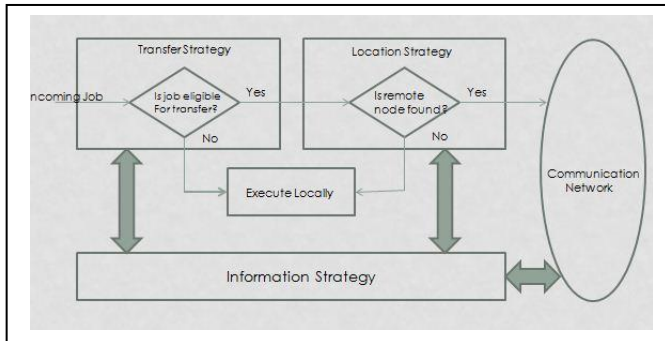 Transfer Strategy
Location Strategy
ncoming Job
Is job eligible
For transfer?
Yes
Is remote
node found?
Yes
No
No
Execute Locally
Communication
Network
Information Strategy